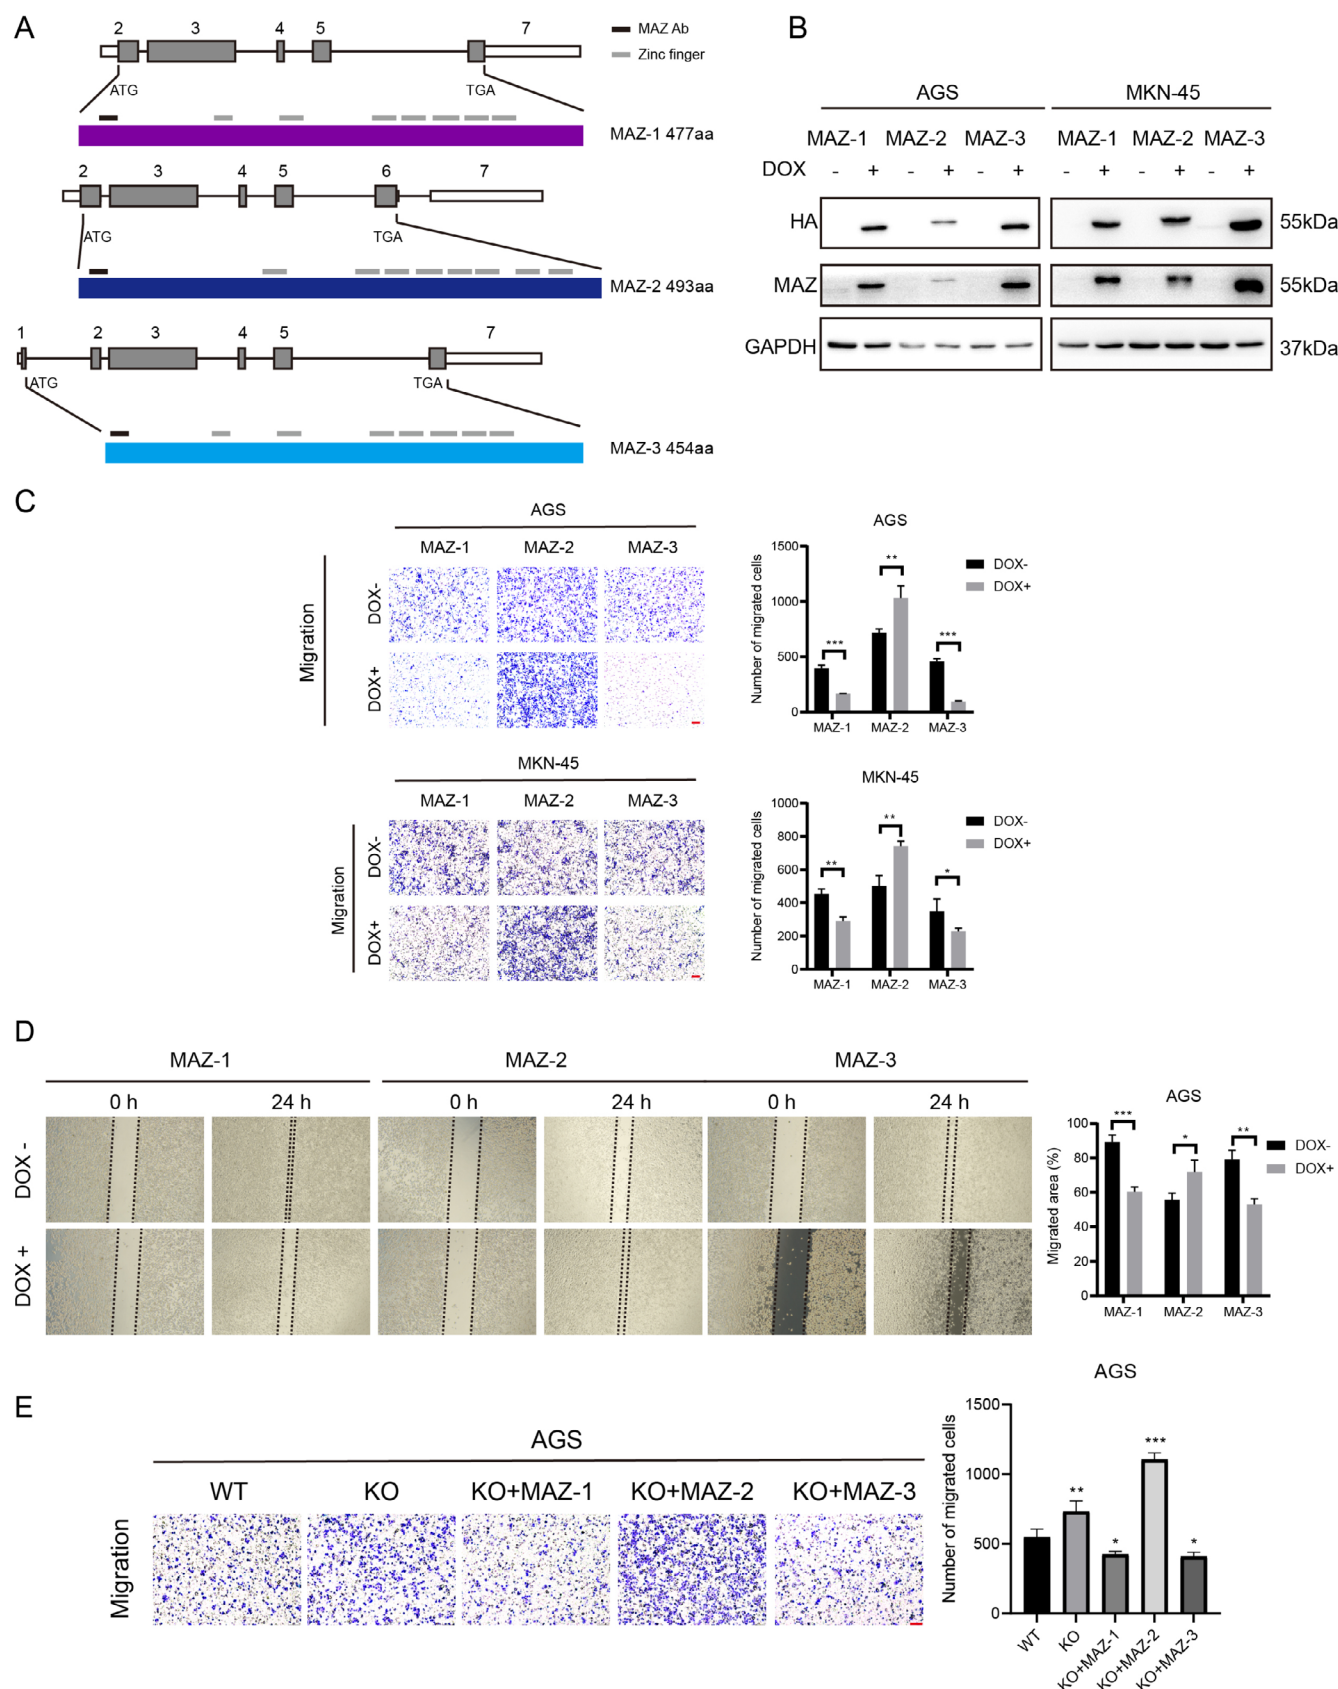 A
2 3 4 5 7
MAZ Ab
Zinc finger
ATG TGA
MAZ-1 477aa
2 3 4 5 6 7
ATG TGA
MAZ-2 493aa
1 2 3 4 5 7
ATG TGA
MAZ-3 454aa
B
AGS MKN-45
MAZ-1 MAZ-2 MAZ-3 MAZ-1 MAZ-2 MAZ-3
DOX - + - + - + - + - + - +
HA 55kDa
MAZ 55kDa
GAPDH 37kDa
C
AGS
MAZ-1 MAZ-2 MAZ-3
Migration
DOX-
DOX+
AGS
Number of migrated cells
1500
1000
500
0
*** ** ***
MAZ-1 MAZ-2 MAZ-3
DOX-
DOX+
MKN-45
MAZ-1 MAZ-2 MAZ-3
Migration
DOX-
DOX+
MKN-45
Number of migrated cells
1000
800
600
400
200
0
** ** *
MAZ-1 MAZ-2 MAZ-3
DOX-
DOX+
D
MAZ-1 MAZ-2 MAZ-3
0 h 24 h 0 h 24 h 0 h 24 h
DOX -
DOX +
AGS
Migrated area (%)
100
80
60
40
20
0
*** * **
MAZ-1 MAZ-2 MAZ-3
DOX-
DOX+
E
AGS
WT KO KO+MAZ-1 KO+MAZ-2 KO+MAZ-3
Migration
AGS
Number of migrated cells
1500
1000
500
0
** * *** *
WT KO KO+MAZ-1 KO+MAZ-2 KO+MAZ-3